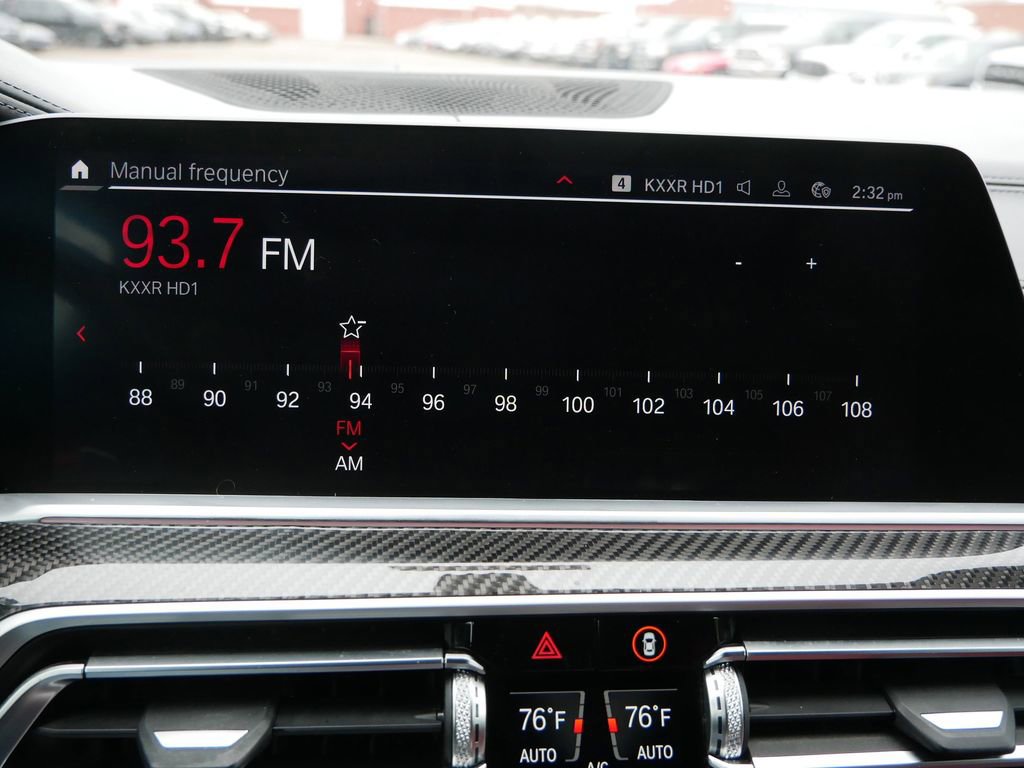 Manual frequency 4 KXXR HD1 2:32 pm
93.7 FM
KXXR HD1
- +
88 89 90 91 92 93 94 95 96 97 98 99 100 101 102 103 104 105 106 107 108
FM
AM
76°F 76°F
AUTO A/C AUTO